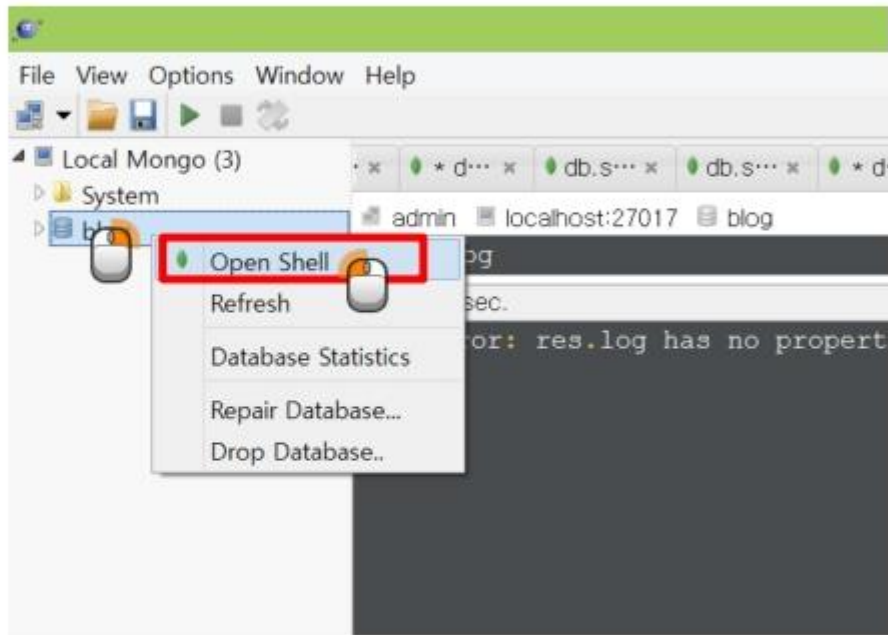 File View Options Window Help
Local Mongo (3)
System
* d... × db.s... × db.s... × * d
admin localhost:27017 blog
Open Shell
og
Refresh
sec.
or: res.log has no propert
Database Statistics
Repair Database...
Drop Database..